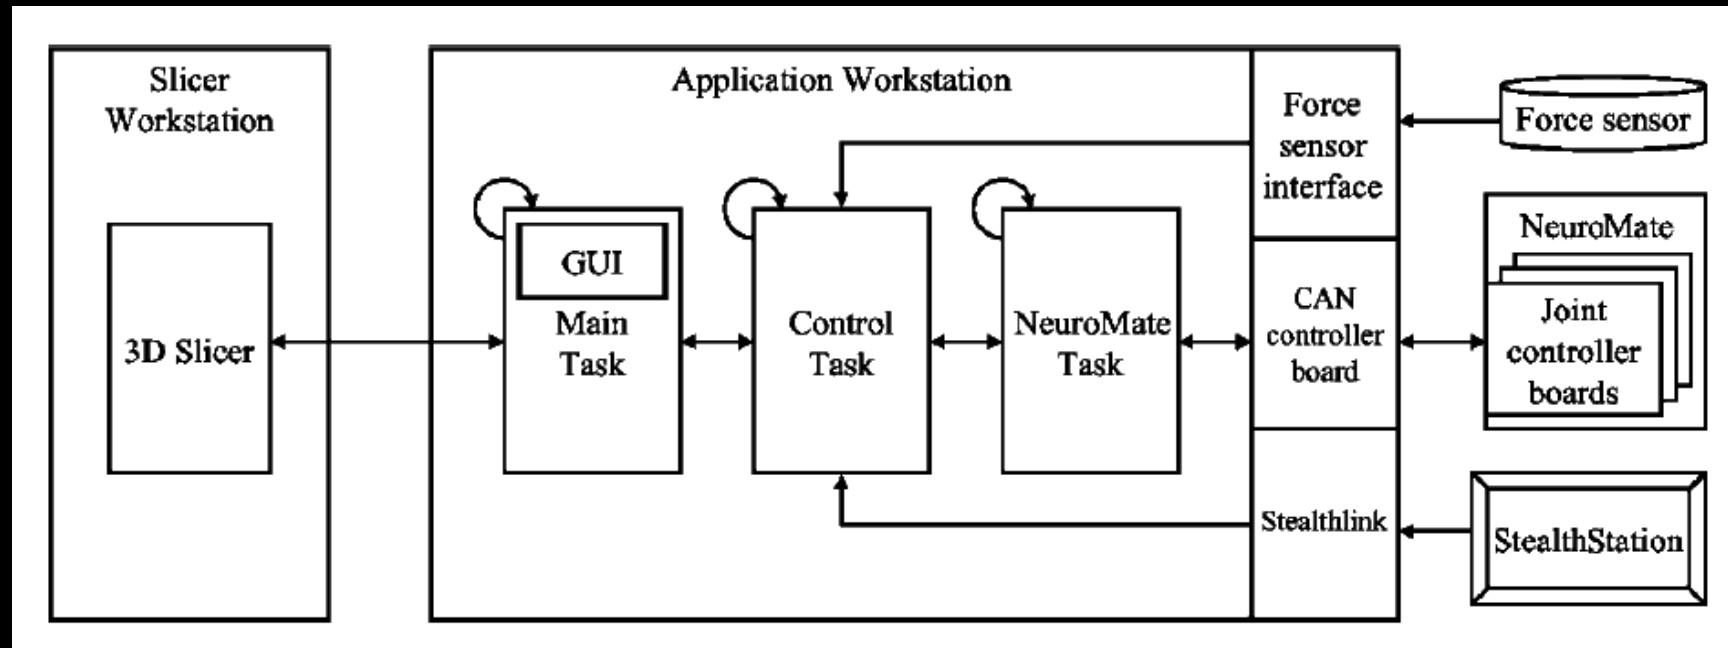 Slicer
Workstation
3D Slicer
Application Workstation
GUI
Main
Task
Control
Task
NeuroMate
Task
Force
sensor
interface
CAN
controller
board
Stealthlink
Force sensor
NeuroMate
Joint
controller
boards
StealthStation